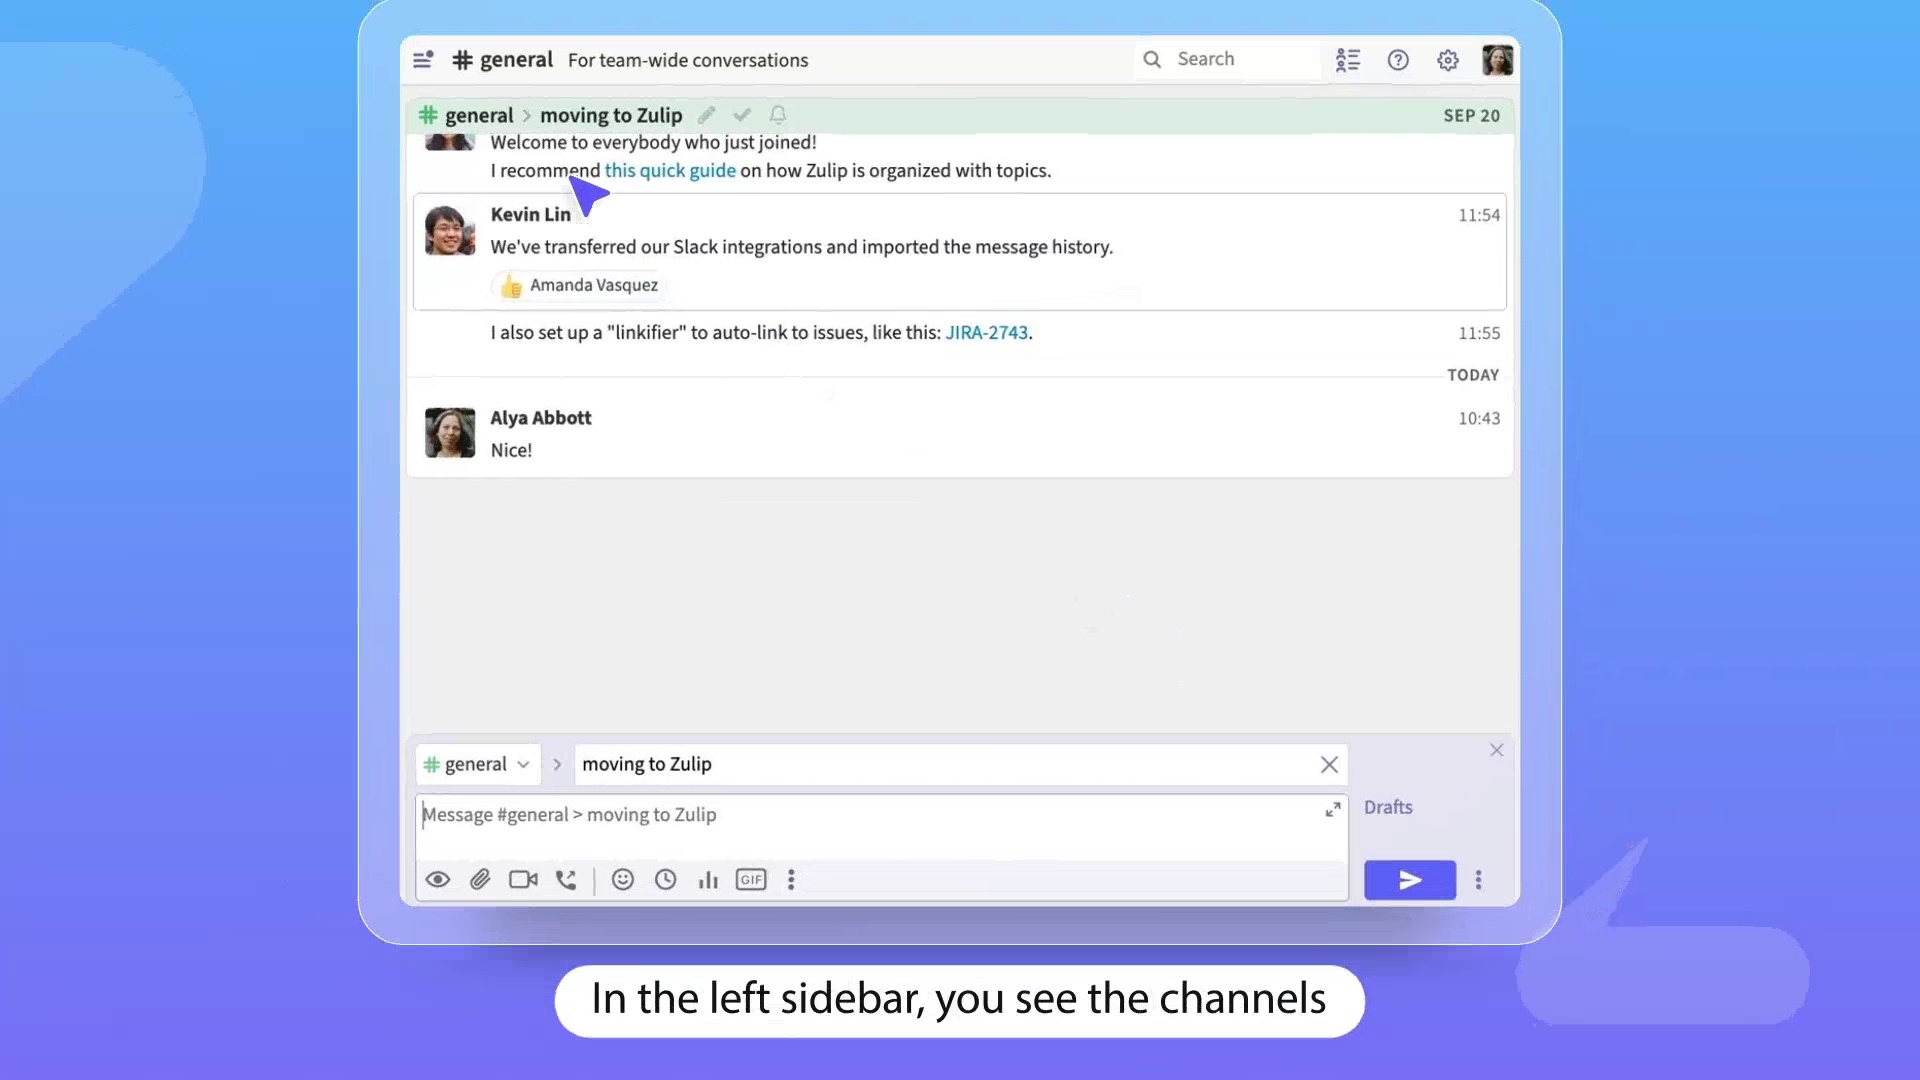 # general For team-wide conversations
Search
# general > moving to Zulip
SEP 20
Welcome to everybody who just joined!
I recommend this quick guide on how Zulip is organized with topics.
Kevin Lin
11:54
We've transferred our Slack integrations and imported the message history.
👍 Amanda Vasquez
I also set up a "linkifier" to auto-link to issues, like this: JIRA-2743.
11:55
TODAY
Alya Abbott
10:43
Nice!
# general > moving to Zulip
Message #general > moving to Zulip
Drafts
GIF
In the left sidebar, you see the channels